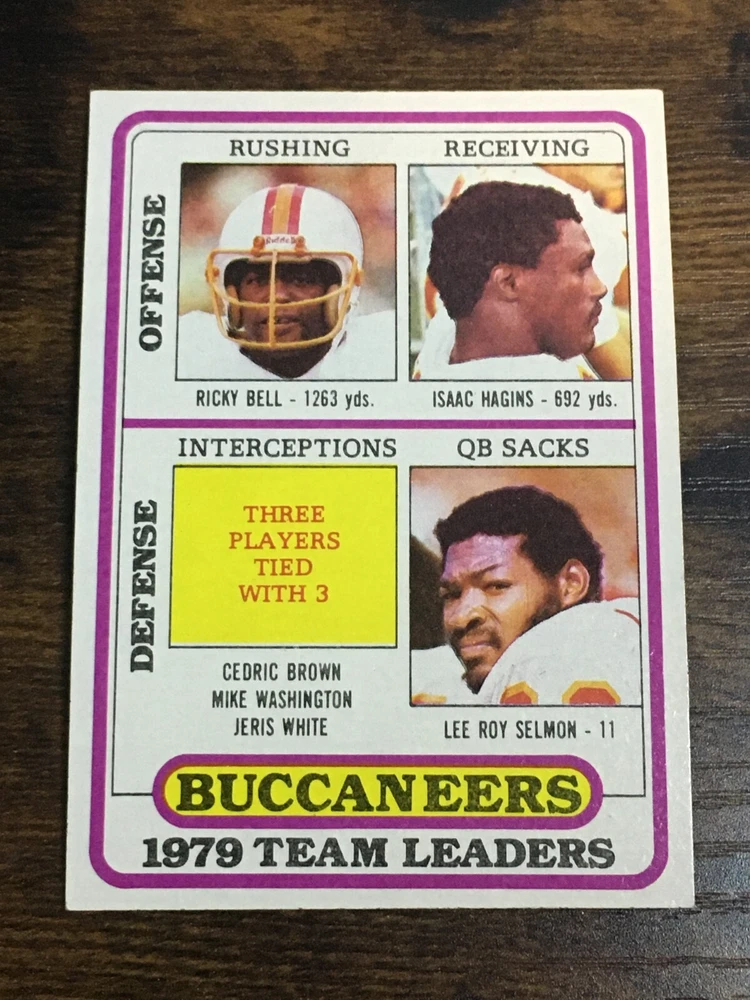 RUSHING
RECEIVING
OFFENSE
Riddell
RICKY BELL - 1263 yds.
ISAAC HAGINS - 692 yds.
INTERCEPTIONS
QB SACKS
DEFENSE
THREE
PLAYERS
TIED
WITH 3
CEDRIC BROWN
MIKE WASHINGTON
JERIS WHITE
LEE ROY SELMON - 11
BUCCANEERS
1979 TEAM LEADERS